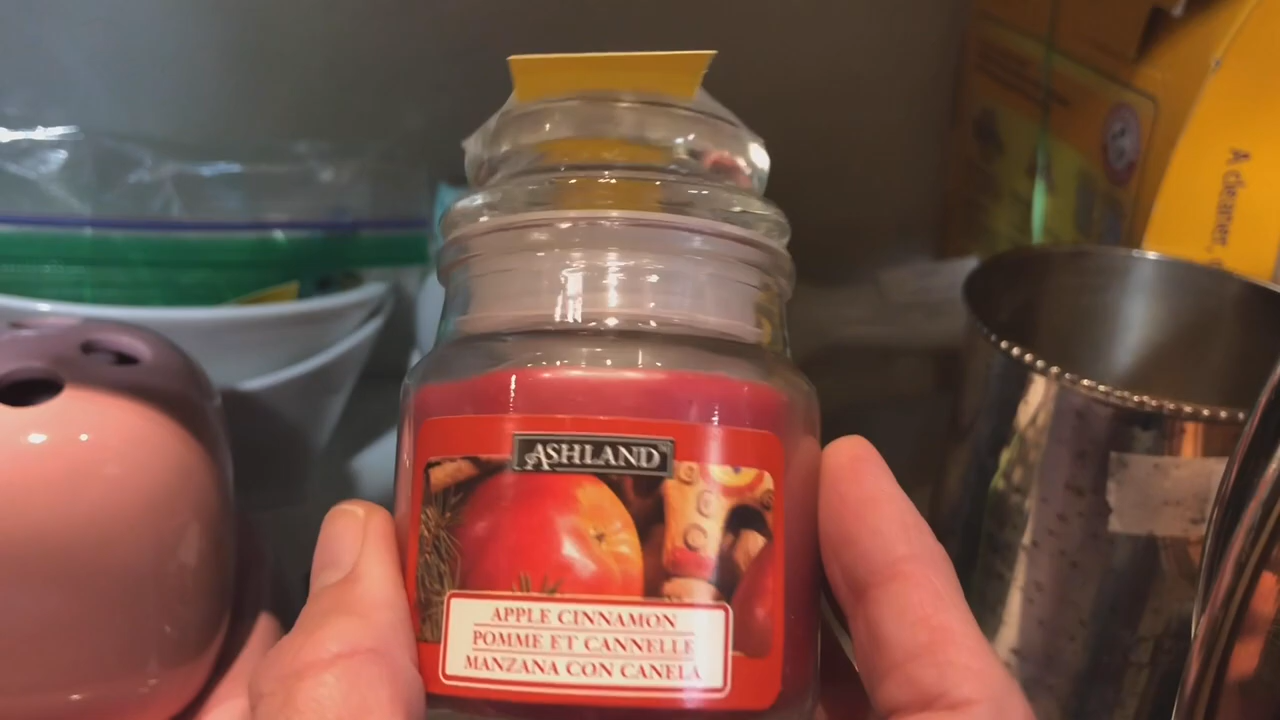 ASHLAND
APPLE CINNAMON
POMME ET CANNELLE
MANZANA CON CANELA
A cleaner,